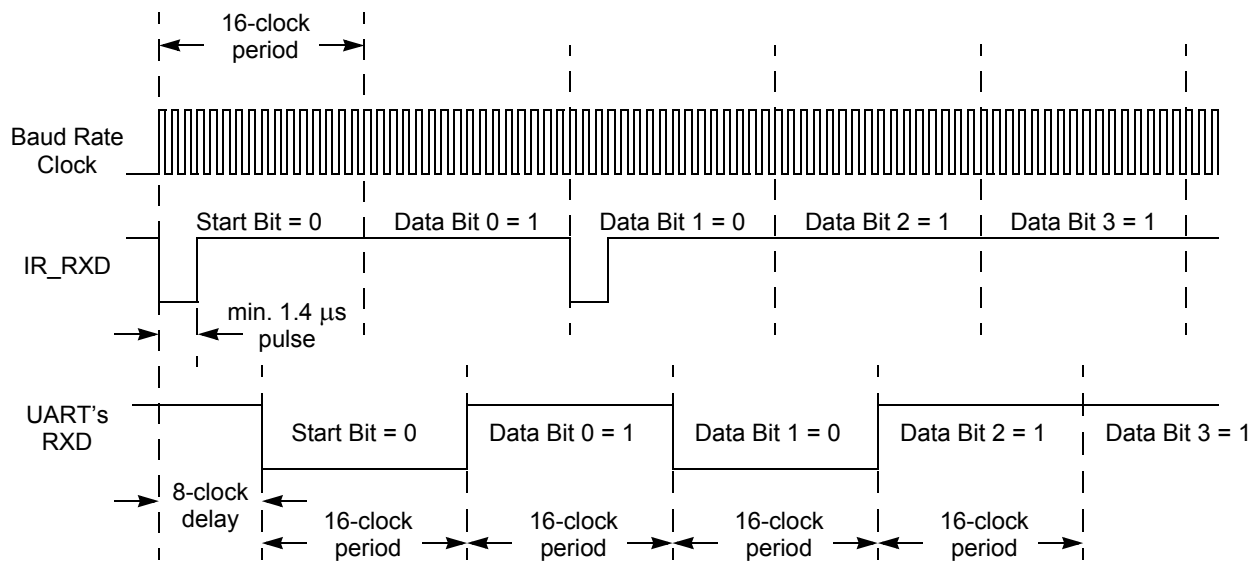 16-clock
period
Baud Rate
Clock
Start Bit = 0
Data Bit 0 = 1
Data Bit 1 = 0
Data Bit 2 = 1
Data Bit 3 = 1
IR_RXD
min. 1.4 μs
pulse
UART's
RXD
Start Bit = 0
Data Bit 0 = 1
Data Bit 1 = 0
Data Bit 2 = 1
Data Bit 3 = 1
8-clock
delay
16-clock
period
16-clock
period
16-clock
period
16-clock
period